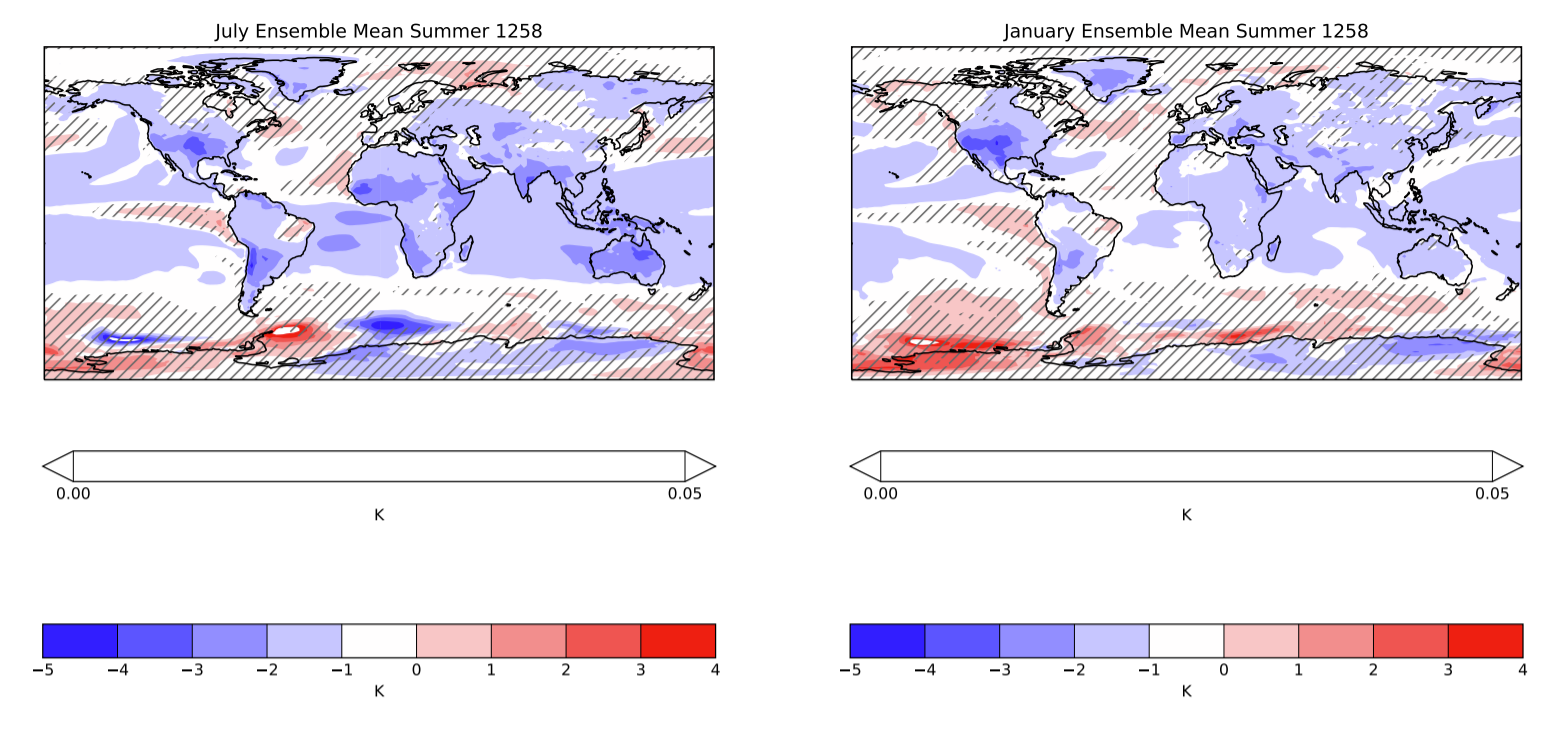 July Ensemble Mean Summer 1258
January Ensemble Mean Summer 1258
0.00 0.05
K
0.00 0.05
K
−5 −4 −3 −2 −1 0 1 2 3 4
K
−5 −4 −3 −2 −1 0 1 2 3 4
K